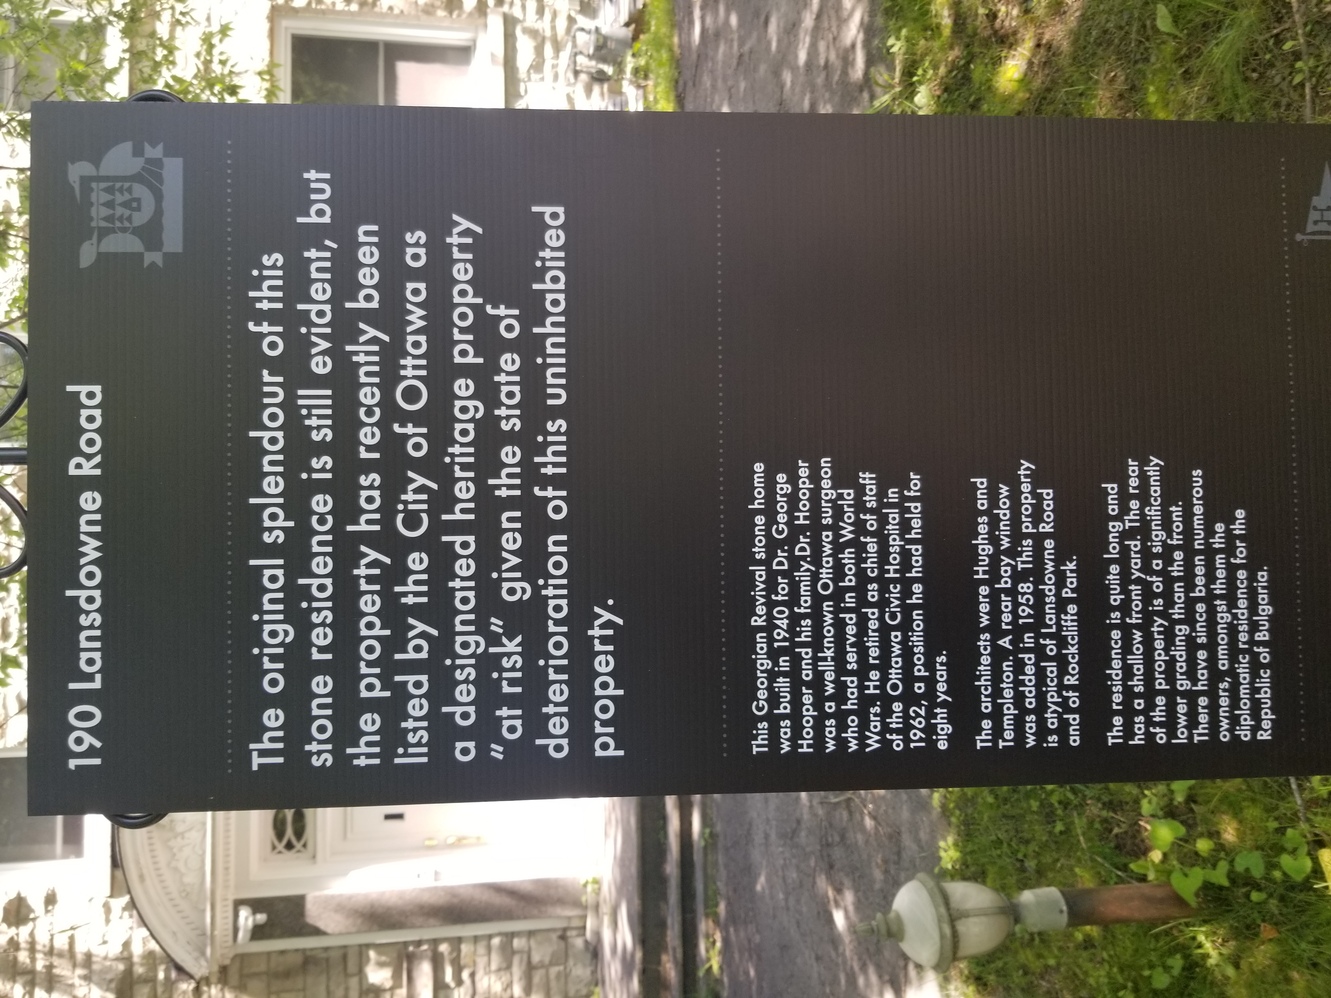 190 Lansdowne Road
The original splendour of this
stone residence is still evident, but
the property has recently been
listed by the City of Ottawa as
a designated heritage property
“at risk” given the state of
deterioration of this uninhabited
property.
This Georgian Revival stone home
was built in 1940 for Dr. George
Hooper and his family.Dr. Hooper
was a well-known Ottawa surgeon
who had served in both World
Wars. He retired as chief of staff
of the Ottawa Civic Hospital in
1962, a position he had held for
eight years.
The architects were Hughes and
Templeton. A rear bay window
was added in 1958. This property
is atypical of Lansdowne Road
and of Rockcliffe Park.
The residence is quite long and
has a shallow front yard. The rear
of the property is of a significantly
lower grading than the front.
There have since been numerous
owners, amongst them the
diplomatic residence for the
Republic of Bulgaria.
H